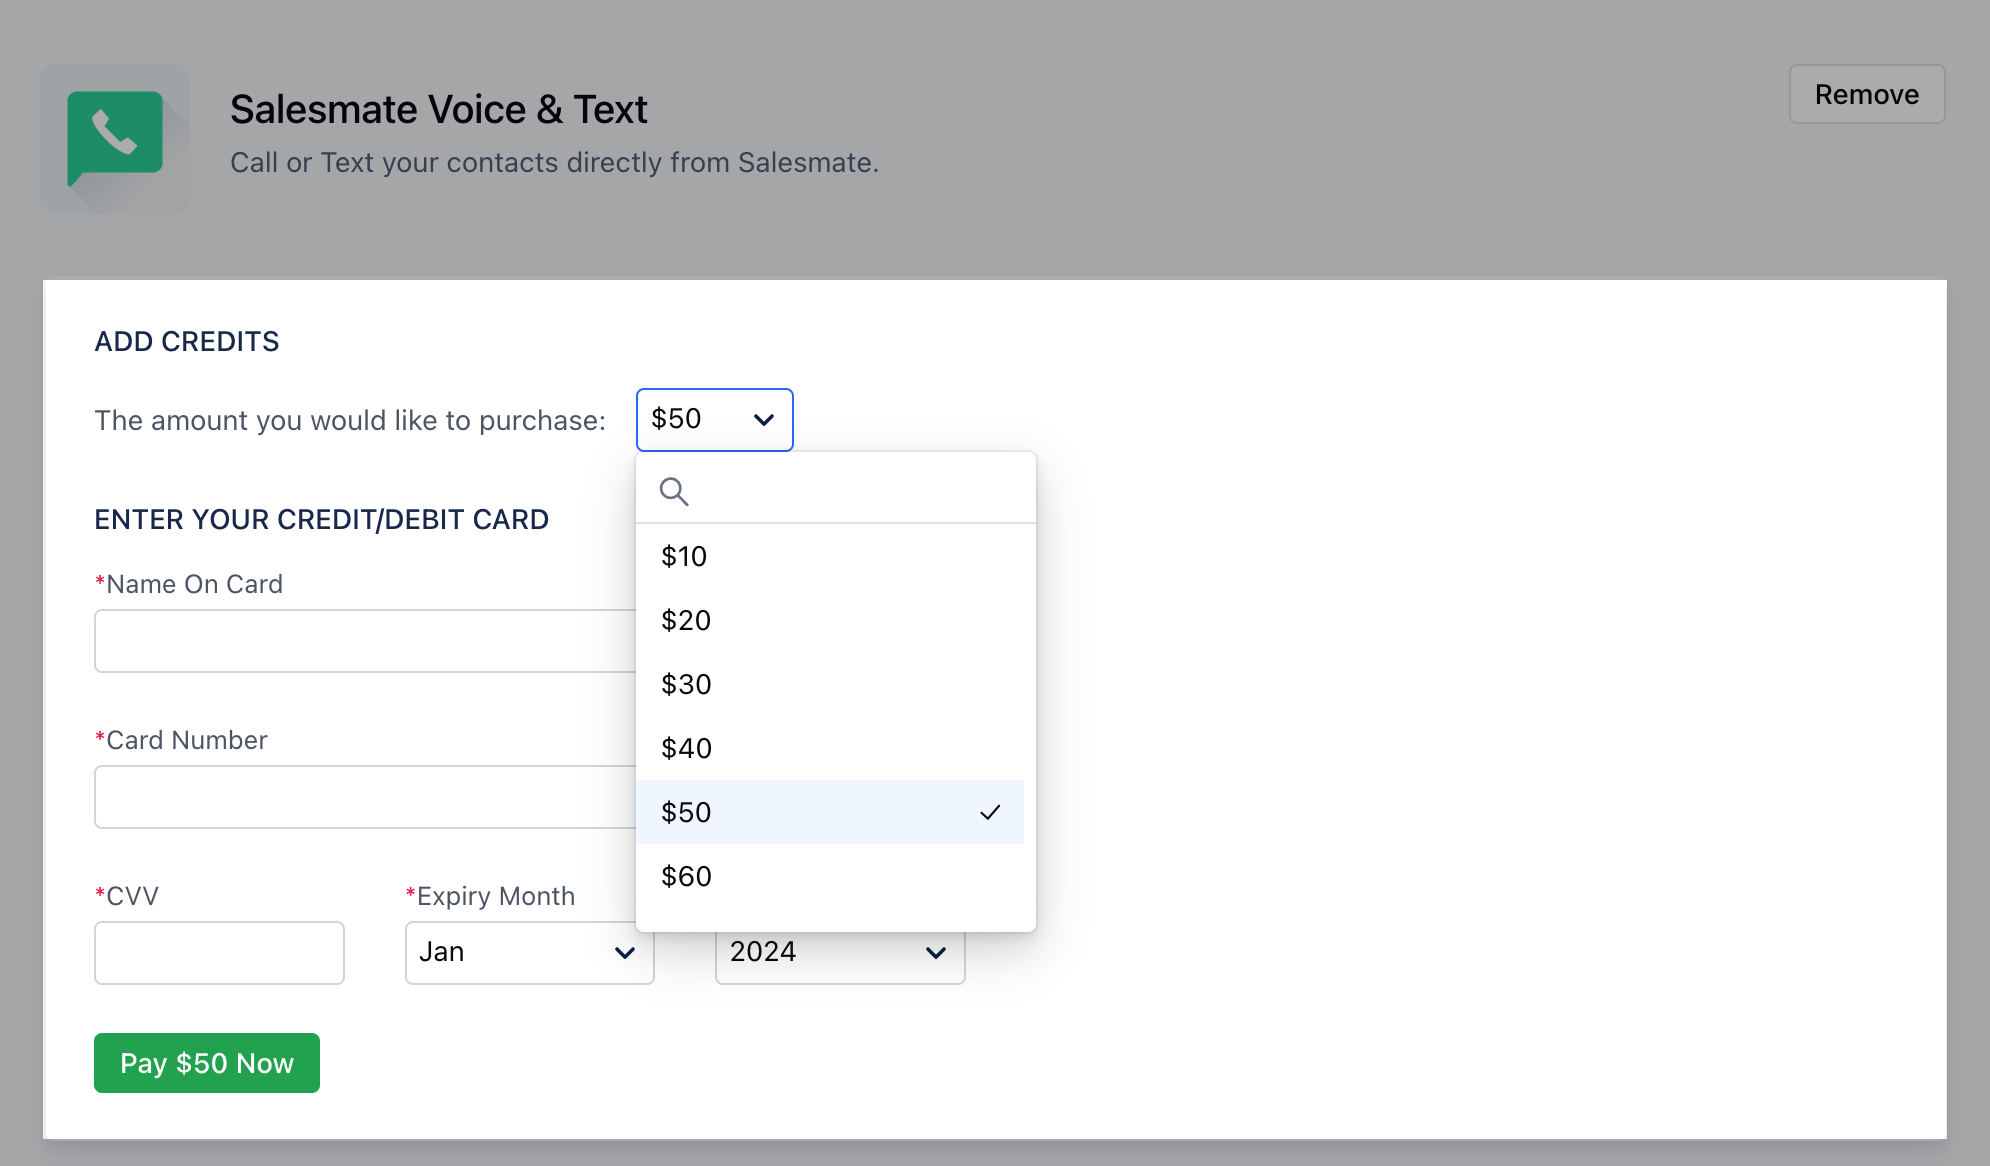 Salesmate Voice & Text
Remove
Call or Text your contacts directly from Salesmate.
ADD CREDITS
The amount you would like to purchase: $50
$10
$20
$30
$40
$50
$60
ENTER YOUR CREDIT/DEBIT CARD
*Name On Card
*Card Number
*CVV
*Expiry Month
Jan
2024
Pay $50 Now